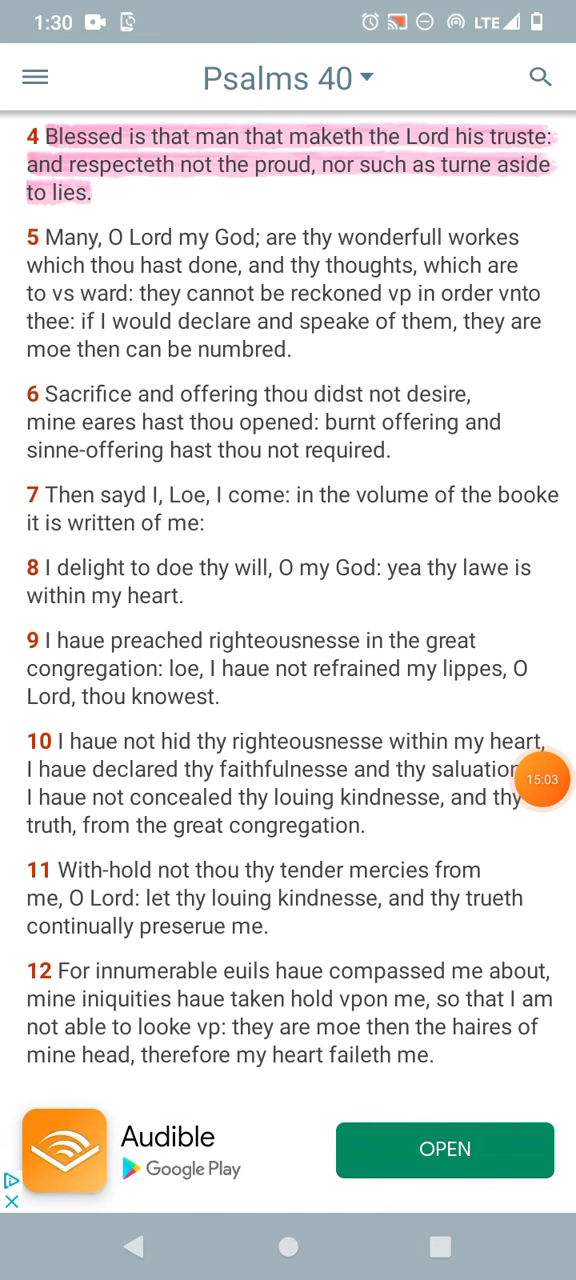 1:30
LTE
Psalms 40
4 Blessed is that man that maketh the Lord his truste:
and respecteth not the proud, nor such as turne aside
to lies.
5 Many, O Lord my God; are thy wonderfull workes
which thou hast done, and thy thoughts, which are
to vs ward: they cannot be reckoned vp in order vnto
thee: if I would declare and speake of them, they are
moe then can be numbred.
6 Sacrifice and offering thou didst not desire,
mine eares hast thou opened: burnt offering and
sinne-offering hast thou not required.
7 Then sayd I, Loe, I come: in the volume of the booke
it is written of me:
8 I delight to doe thy will, O my God: yea thy lawe is
within my heart.
9 I haue preached righteousnesse in the great
congregation: loe, I haue not refrained my lippes, O
Lord, thou knowest.
10 I haue not hid thy righteousnesse within my heart,
I haue declared thy faithfulnesse and thy saluation
15:03
I haue not concealed thy louing kindnesse, and thy
truth, from the great congregation.
11 With-hold not thou thy tender mercies from
me, O Lord: let thy louing kindnesse, and thy trueth
continually preserue me.
12 For innumerable euils haue compassed me about,
mine iniquities haue taken hold vpon me, so that I am
not able to looke vp: they are moe then the haires of
mine head, therefore my heart faileth me.
Audible
Google Play
OPEN